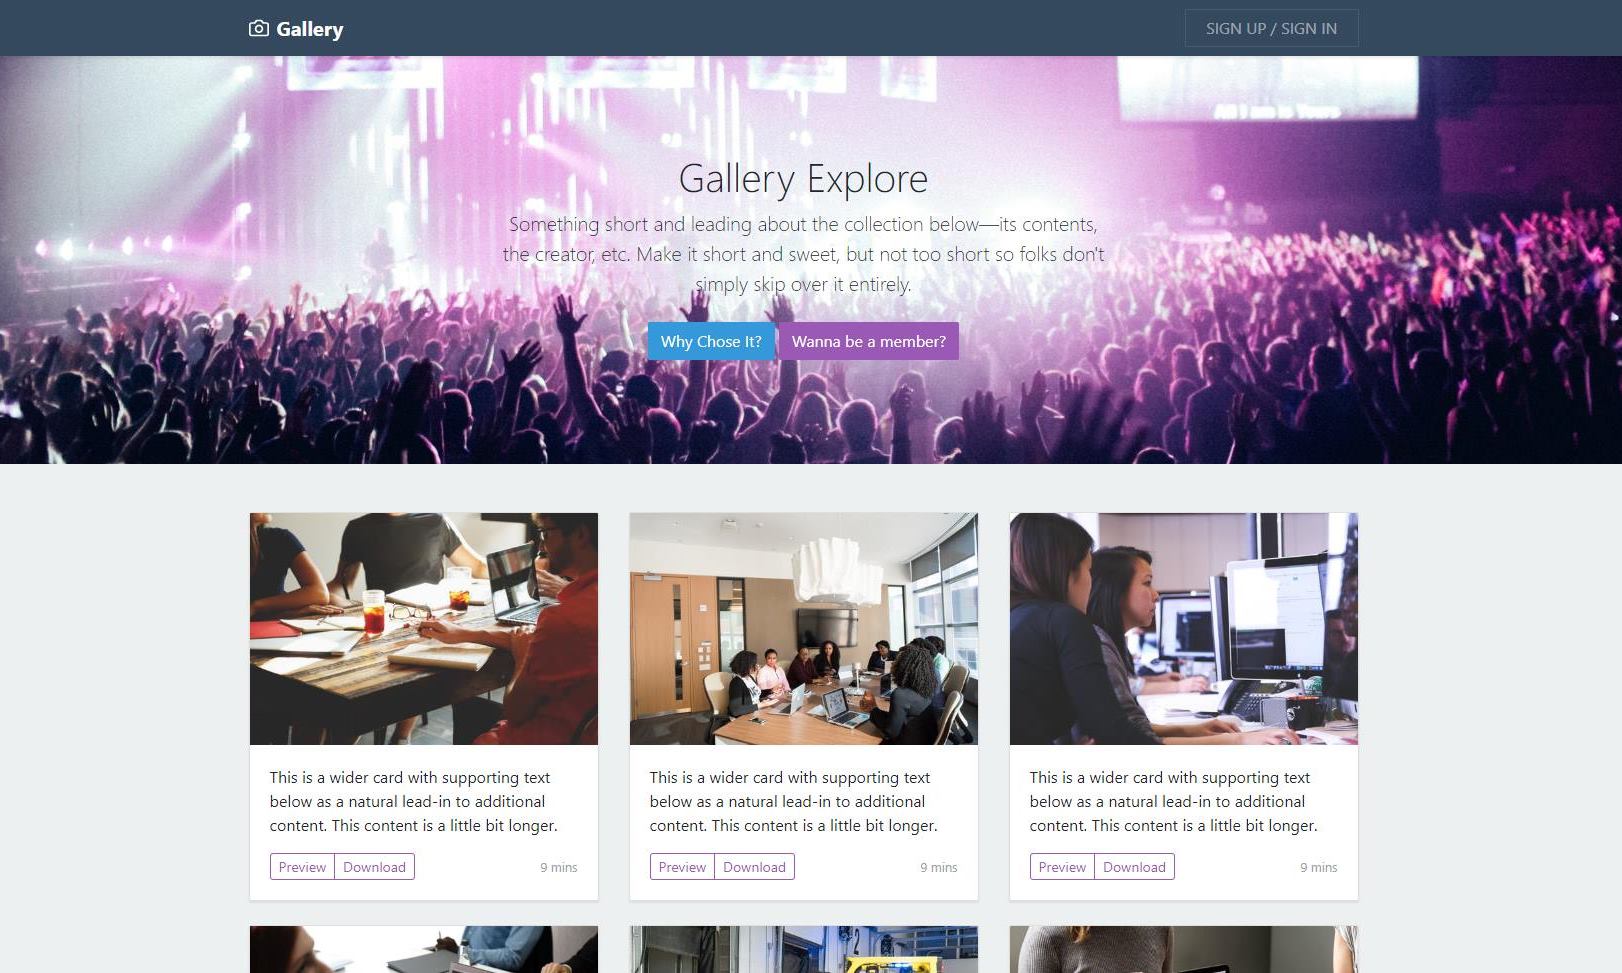 Gallery
SIGN UP / SIGN IN
All I am is Yours
Gallery Explore
Something short and leading about the collection below—its contents,
the creator, etc. Make it short and sweet, but not too short so folks don't
simply skip over it entirely.
Why Chose It?
Wanna be a member?
This is a wider card with supporting text
below as a natural lead-in to additional
content. This content is a little bit longer.
Preview
Download
9 mins
This is a wider card with supporting text
below as a natural lead-in to additional
content. This content is a little bit longer.
Preview
Download
9 mins
This is a wider card with supporting text
below as a natural lead-in to additional
content. This content is a little bit longer.
Preview
Download
9 mins